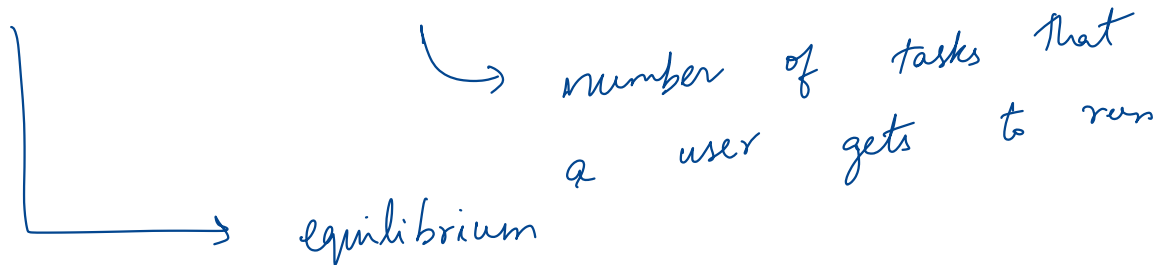 number of tasks that
a user gets to run
equilibrium